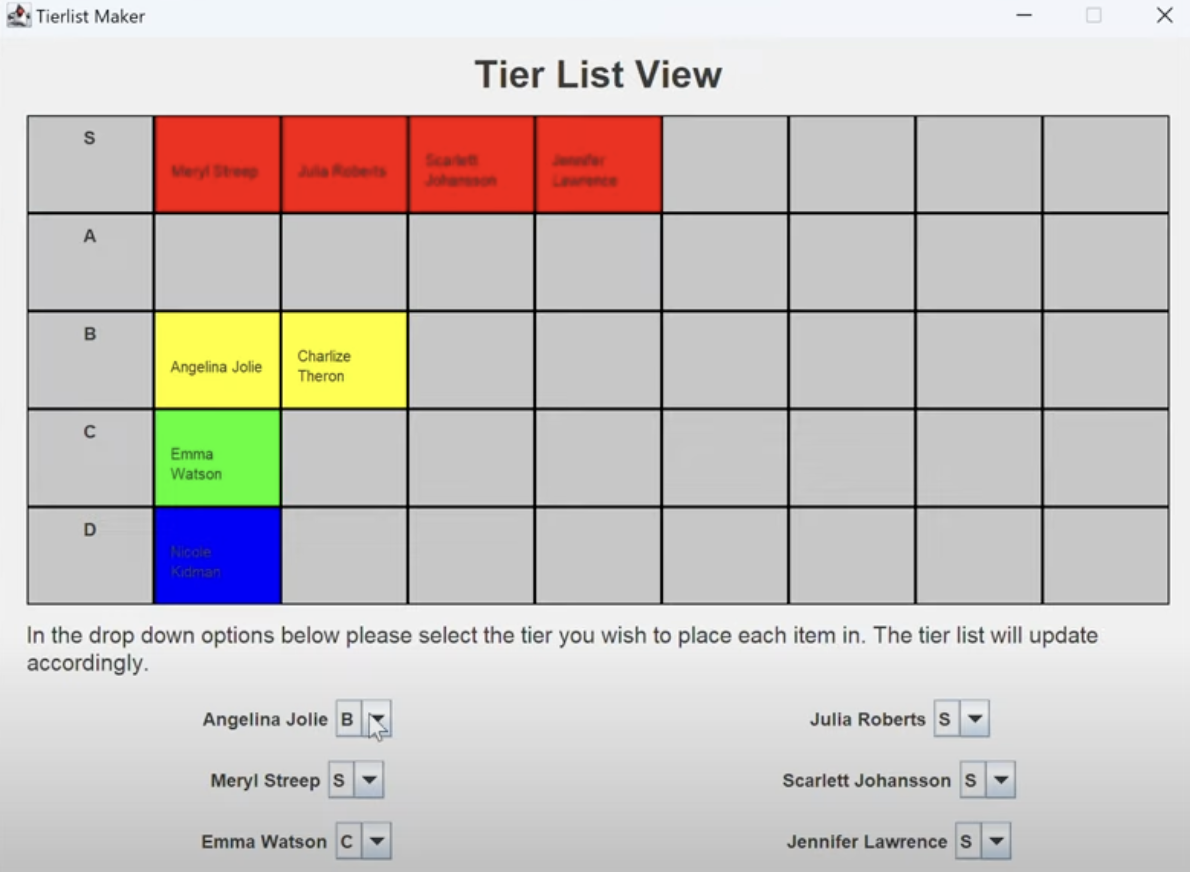 Tierlist Maker
Tier List View
S
Meryl Streep
Julia Roberts
Scarlett
Johansson
Jennifer
Lawrence
A
B
Angelina Jolie
Charlize
Theron
C
Emma
Watson
D
Nicole
Kidman
In the drop down options below please select the tier you wish to place each item in. The tier list will update
accordingly.
Angelina Jolie B
Julia Roberts S
Meryl Streep S
Scarlett Johansson S
Emma Watson C
Jennifer Lawrence S